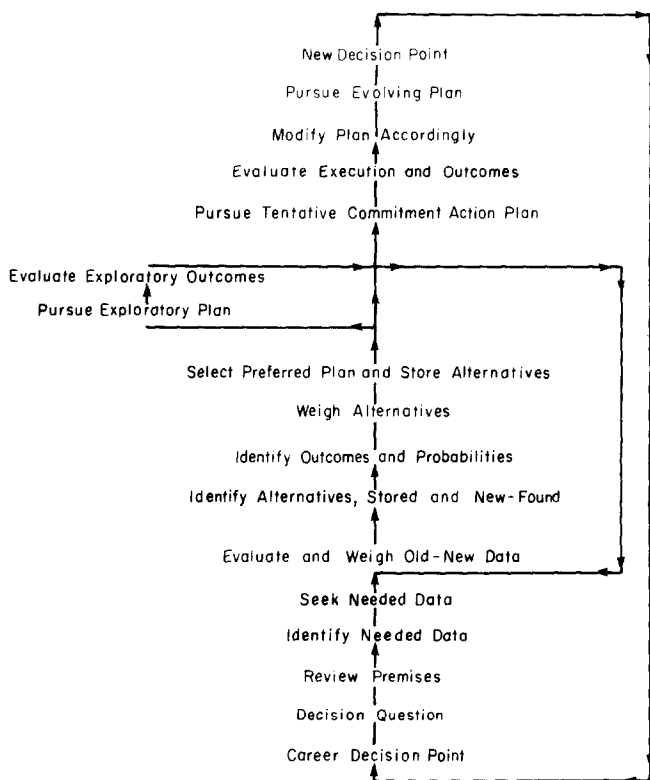 New Decision Point
Pursue Evolving Plan
Modify Plan Accordingly
Evaluate Execution and Outcomes
Pursue Tentative Commitment Action Plan
Evaluate Exploratory Outcomes
Pursue Exploratory Plan
Select Preferred Plan and Store Alternatives
Weigh Alternatives
Identify Outcomes and Probabilities
Identify Alternatives, Stored and New-Found
Evaluate and Weigh Old-New Data
Seek Needed Data
Identify Needed Data
Review Premises
Decision Question
Career Decision Point